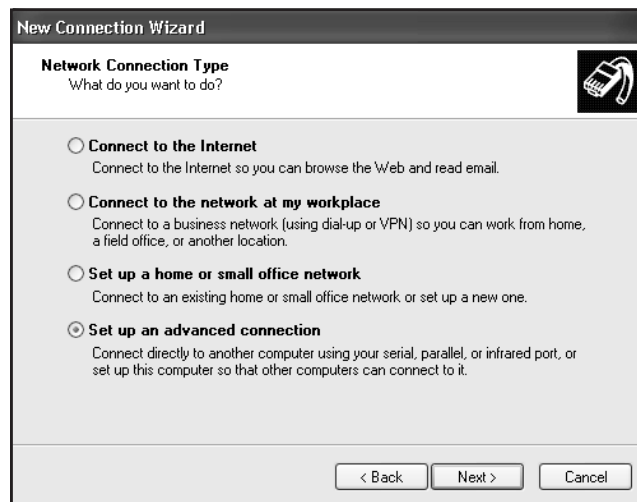 New Connection Wizard
Network Connection Type
What do you want to do?
Connect to the Internet
Connect to the Internet so you can browse the Web and read email.
Connect to the network at my workplace
Connect to a business network (using dial-up or VPN) so you can work from home,
a field office, or another location.
Set up a home or small office network
Connect to an existing home or small office network or set up a new one.
Set up an advanced connection
Connect directly to another computer using your serial, parallel, or infrared port, or
set up this computer so that other computers can connect to it.
< Back Next > Cancel